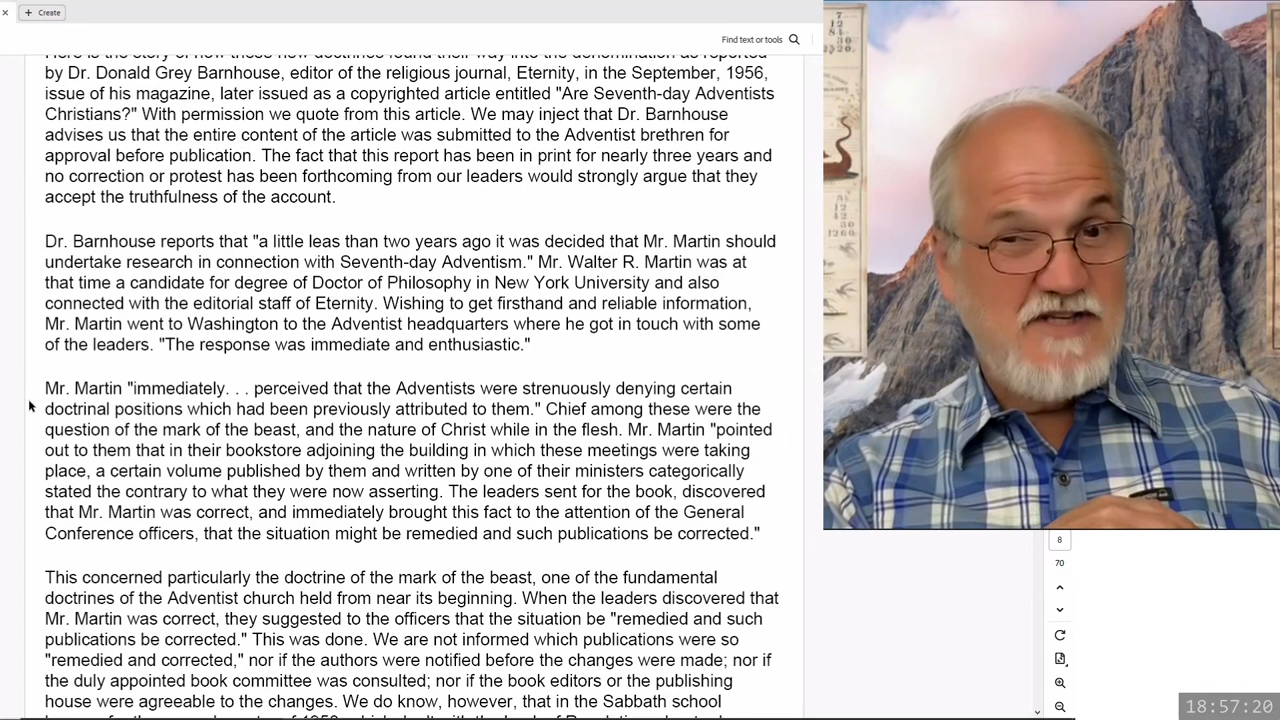 Create
Find text or tools
by Dr. Donald Grey Barnhouse, editor of the religious journal, Eternity, in the September, 1956,
issue of his magazine, later issued as a copyrighted article entitled "Are Seventh-day Adventists
Christians?" With permission we quote from this article. We may inject that Dr. Barnhouse
advises us that the entire content of the article was submitted to the Adventist brethren for
approval before publication. The fact that this report has been in print for nearly three years and
no correction or protest has been forthcoming from our leaders would strongly argue that they
accept the truthfulness of the account.
Dr. Barnhouse reports that "a little leas than two years ago it was decided that Mr. Martin should
undertake research in connection with Seventh-day Adventism." Mr. Walter R. Martin was at
that time a candidate for degree of Doctor of Philosophy in New York University and also
connected with the editorial staff of Eternity. Wishing to get firsthand and reliable information,
Mr. Martin went to Washington to the Adventist headquarters where he got in touch with some
of the leaders. "The response was immediate and enthusiastic."
Mr. Martin "immediately. . . perceived that the Adventists were strenuously denying certain
doctrinal positions which had been previously attributed to them." Chief among these were the
question of the mark of the beast, and the nature of Christ while in the flesh. Mr. Martin "pointed
out to them that in their bookstore adjoining the building in which these meetings were taking
place, a certain volume published by them and written by one of their ministers categorically
stated the contrary to what they were now asserting. The leaders sent for the book, discovered
that Mr. Martin was correct, and immediately brought this fact to the attention of the General
Conference officers, that the situation might be remedied and such publications be corrected."
This concerned particularly the doctrine of the mark of the beast, one of the fundamental
doctrines of the Adventist church held from near its beginning. When the leaders discovered that
Mr. Martin was correct, they suggested to the officers that the situation be "remedied and such
publications be corrected." This was done. We are not informed which publications were so
"remedied and corrected," nor if the authors were notified before the changes were made; nor if
the duly appointed book committee was consulted; nor if the book editors or the publishing
house were agreeable to the changes. We do know, however, that in the Sabbath school
8
70
18:57:20